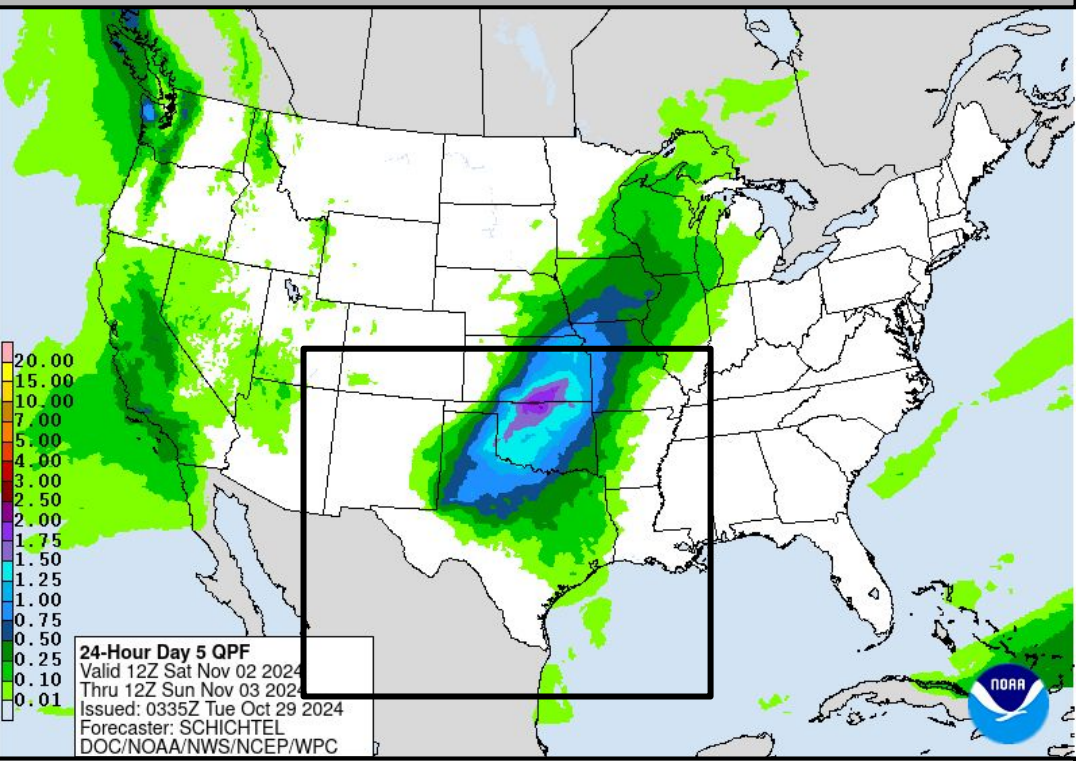 20.00
15.00
10.00
7.00
5.00
4.00
3.00
2.50
2.00
1.75
1.50
1.25
1.00
0.75
0.50
0.25
0.10
0.01
24-Hour Day 5 QPF
Valid 12Z Sat Nov 02 2024
Thru 12Z Sun Nov 03 2024
Issued: 0335Z Tue Oct 29 2024
Forecaster: SCHICHTEL
DOC/NOAA/NWS/NCEP/WPC
NOAA